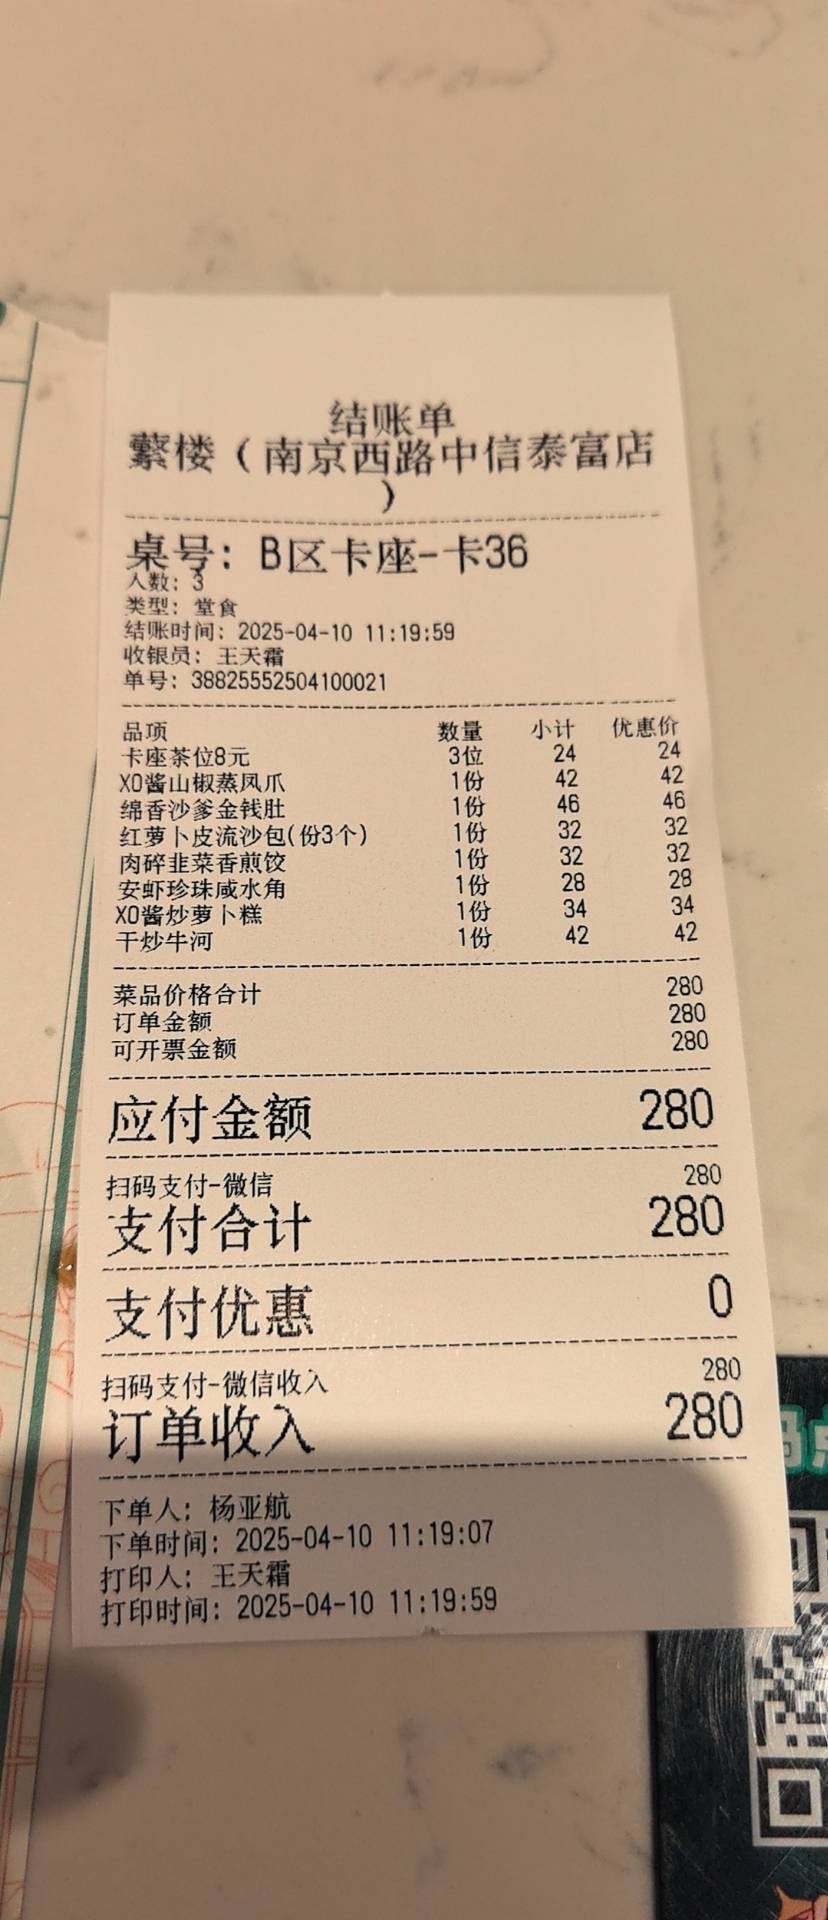 结账单
蘩楼（南京西路中信泰富店
）
桌号：B区卡座-卡36
人数：3
类型：堂食
结账时间：2025-04-10 11:19:59
收银员：王天霜
单号：38825552504100021
品项 数量 小计 优惠价
卡座茶位8元 3位 24 24
XO酱山椒蒸凤爪 1份 42 42
绵香沙爹金钱肚 1份 46 46
红萝卜皮流沙包(份3个) 1份 32 32
肉碎韭菜香煎饺 1份 32 32
安虾珍珠咸水角 1份 28 28
XO酱炒萝卜糕 1份 34 34
干炒牛河 1份 42 42
菜品价格合计 280
订单金额 280
可开票金额 280
应付金额 280
扫码支付-微信 280
支付合计 280
支付优惠 0
扫码支付-微信收入 280
订单收入 280
下单人：杨亚航
下单时间：2025-04-10 11:19:07
打印人：王天霜
打印时间：2025-04-10 11:19:59